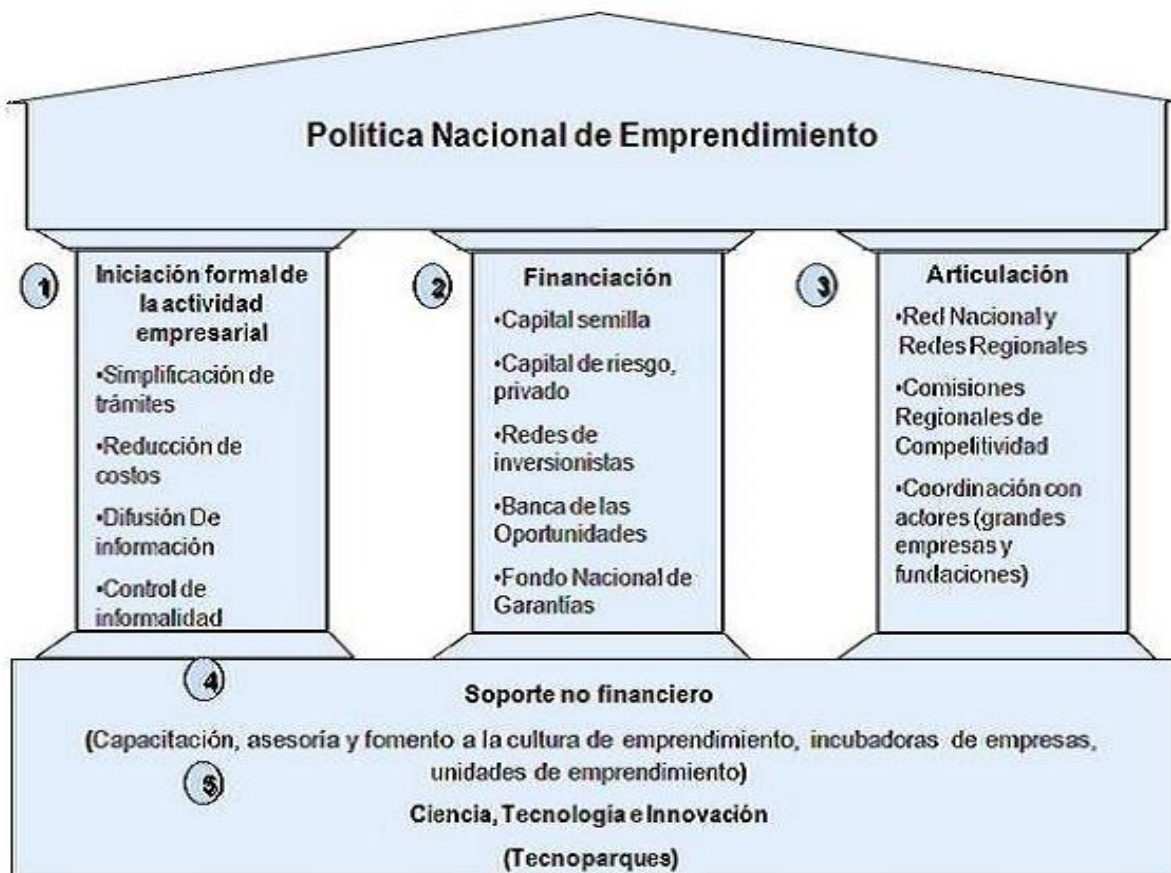 Política Nacional de Emprendimiento
1
Iniciación formal de
la actividad
empresarial
•Simplificación de
trámites
•Reducción de
costos
•Difusión De
información
•Control de
informalidad
2
Financiación
•Capital semilla
•Capital de riesgo,
privado
•Redes de
inversionistas
•Banca de las
Oportunidades
•Fondo Nacional de
Garantías
3
Articulación
•Red Nacional y
Redes Regionales
•Comisiones
Regionales de
Competitividad
•Coordinación con
actores (grandes
empresas y
fundaciones)
4
Soporte no financiero
(Capacitación, asesoría y fomento a la cultura de emprendimiento, incubadoras de empresas,
unidades de emprendimiento)
5
Ciencia, Tecnología e Innovación
(Tecnoparques)